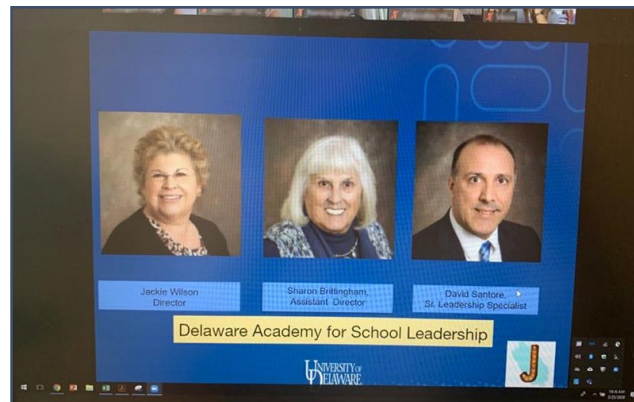 Jackie Wilson
Director
Sharon Brittingham,
Assistant Director
David Santore,
Sr. Leadership Specialist
Delaware Academy for School Leadership
UNIVERSITY OF
DELAWARE
J